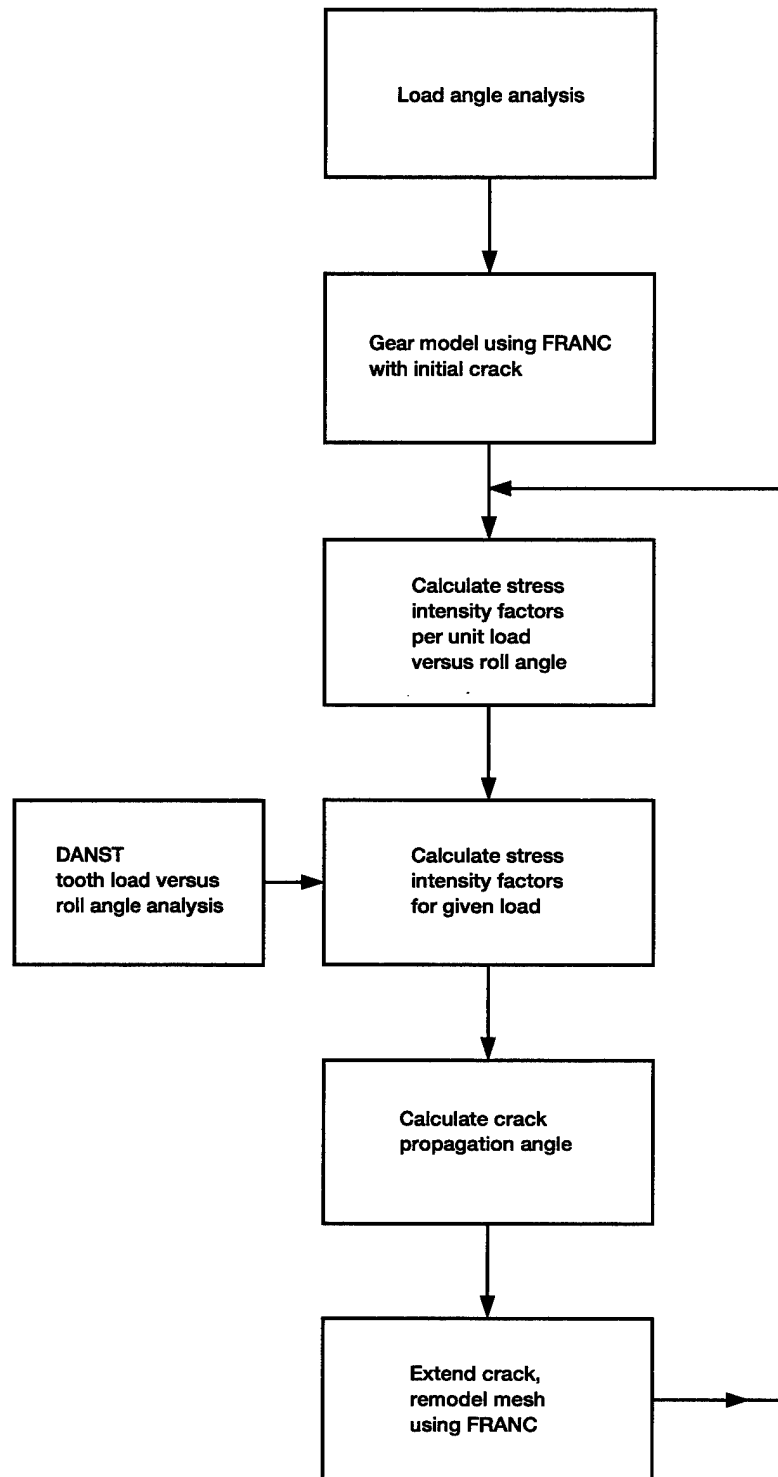 Load angle analysis
Gear model using FRANC
with initial crack
Calculate stress
intensity factors
per unit load
versus roll angle
DANST
tooth load versus
roll angle analysis
Calculate stress
intensity factors
for given load
Calculate crack
propagation angle
Extend crack,
remodel mesh
using FRANC